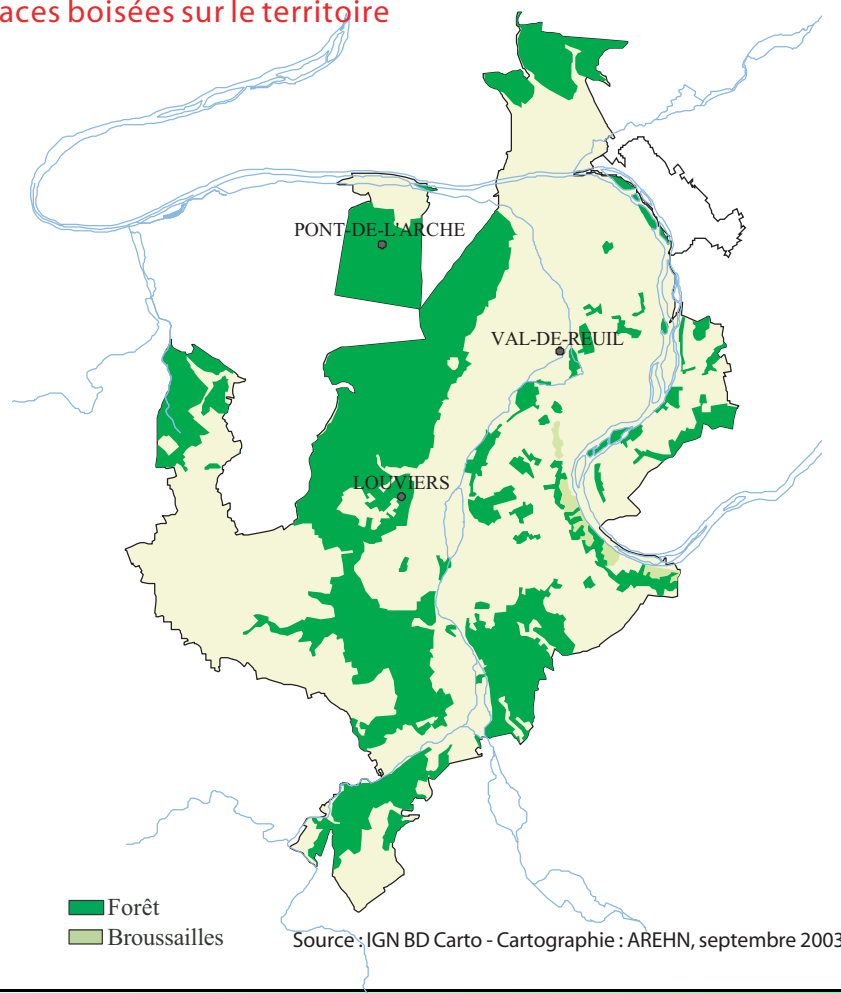 aces boisées sur le territoire
PONT-DE-L'ARCHE
VAL-DE-REUIL
LOUVIERS
Forêt
Broussailles
Source : IGN BD Carto - Cartographie : AREHN, septembre 2003